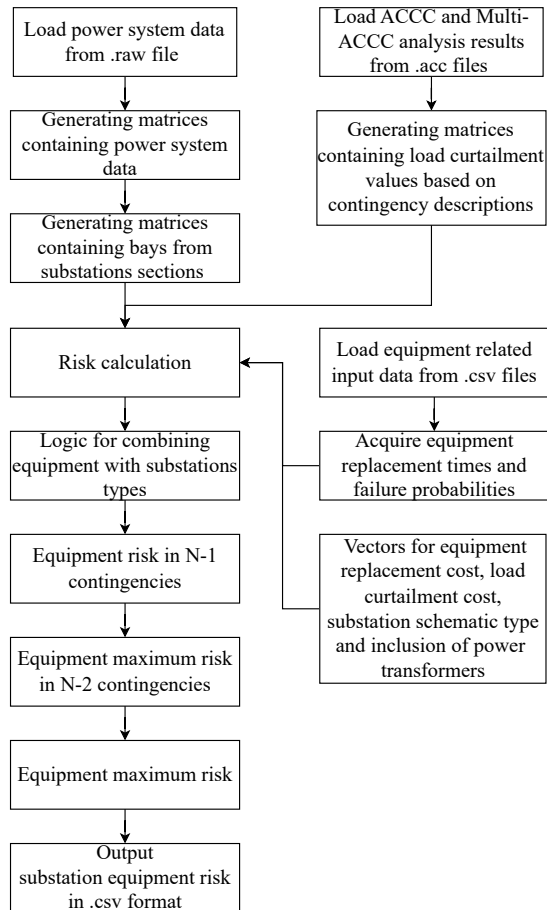 Load power system data
from .raw file
Load ACCC and Multi-
ACCC analysis results
from .acc files
Generating matrices
containing power system
data
Generating matrices
containing load curtailment
values based on
contingency descriptions
Generating matrices
containing bays from
substations sections
Risk calculation
Load equipment related
input data from .csv files
Logic for combining
equipment with substations
types
Acquire equipment
replacement times and
failure probabilities
Equipment risk in N-1
contingencies
Vectors for equipment
replacement cost, load
curtailment cost,
substation schematic type
and inclusion of power
transformers
Equipment maximum risk
in N-2 contingencies
Equipment maximum risk
Output
substation equipment risk
in .csv format